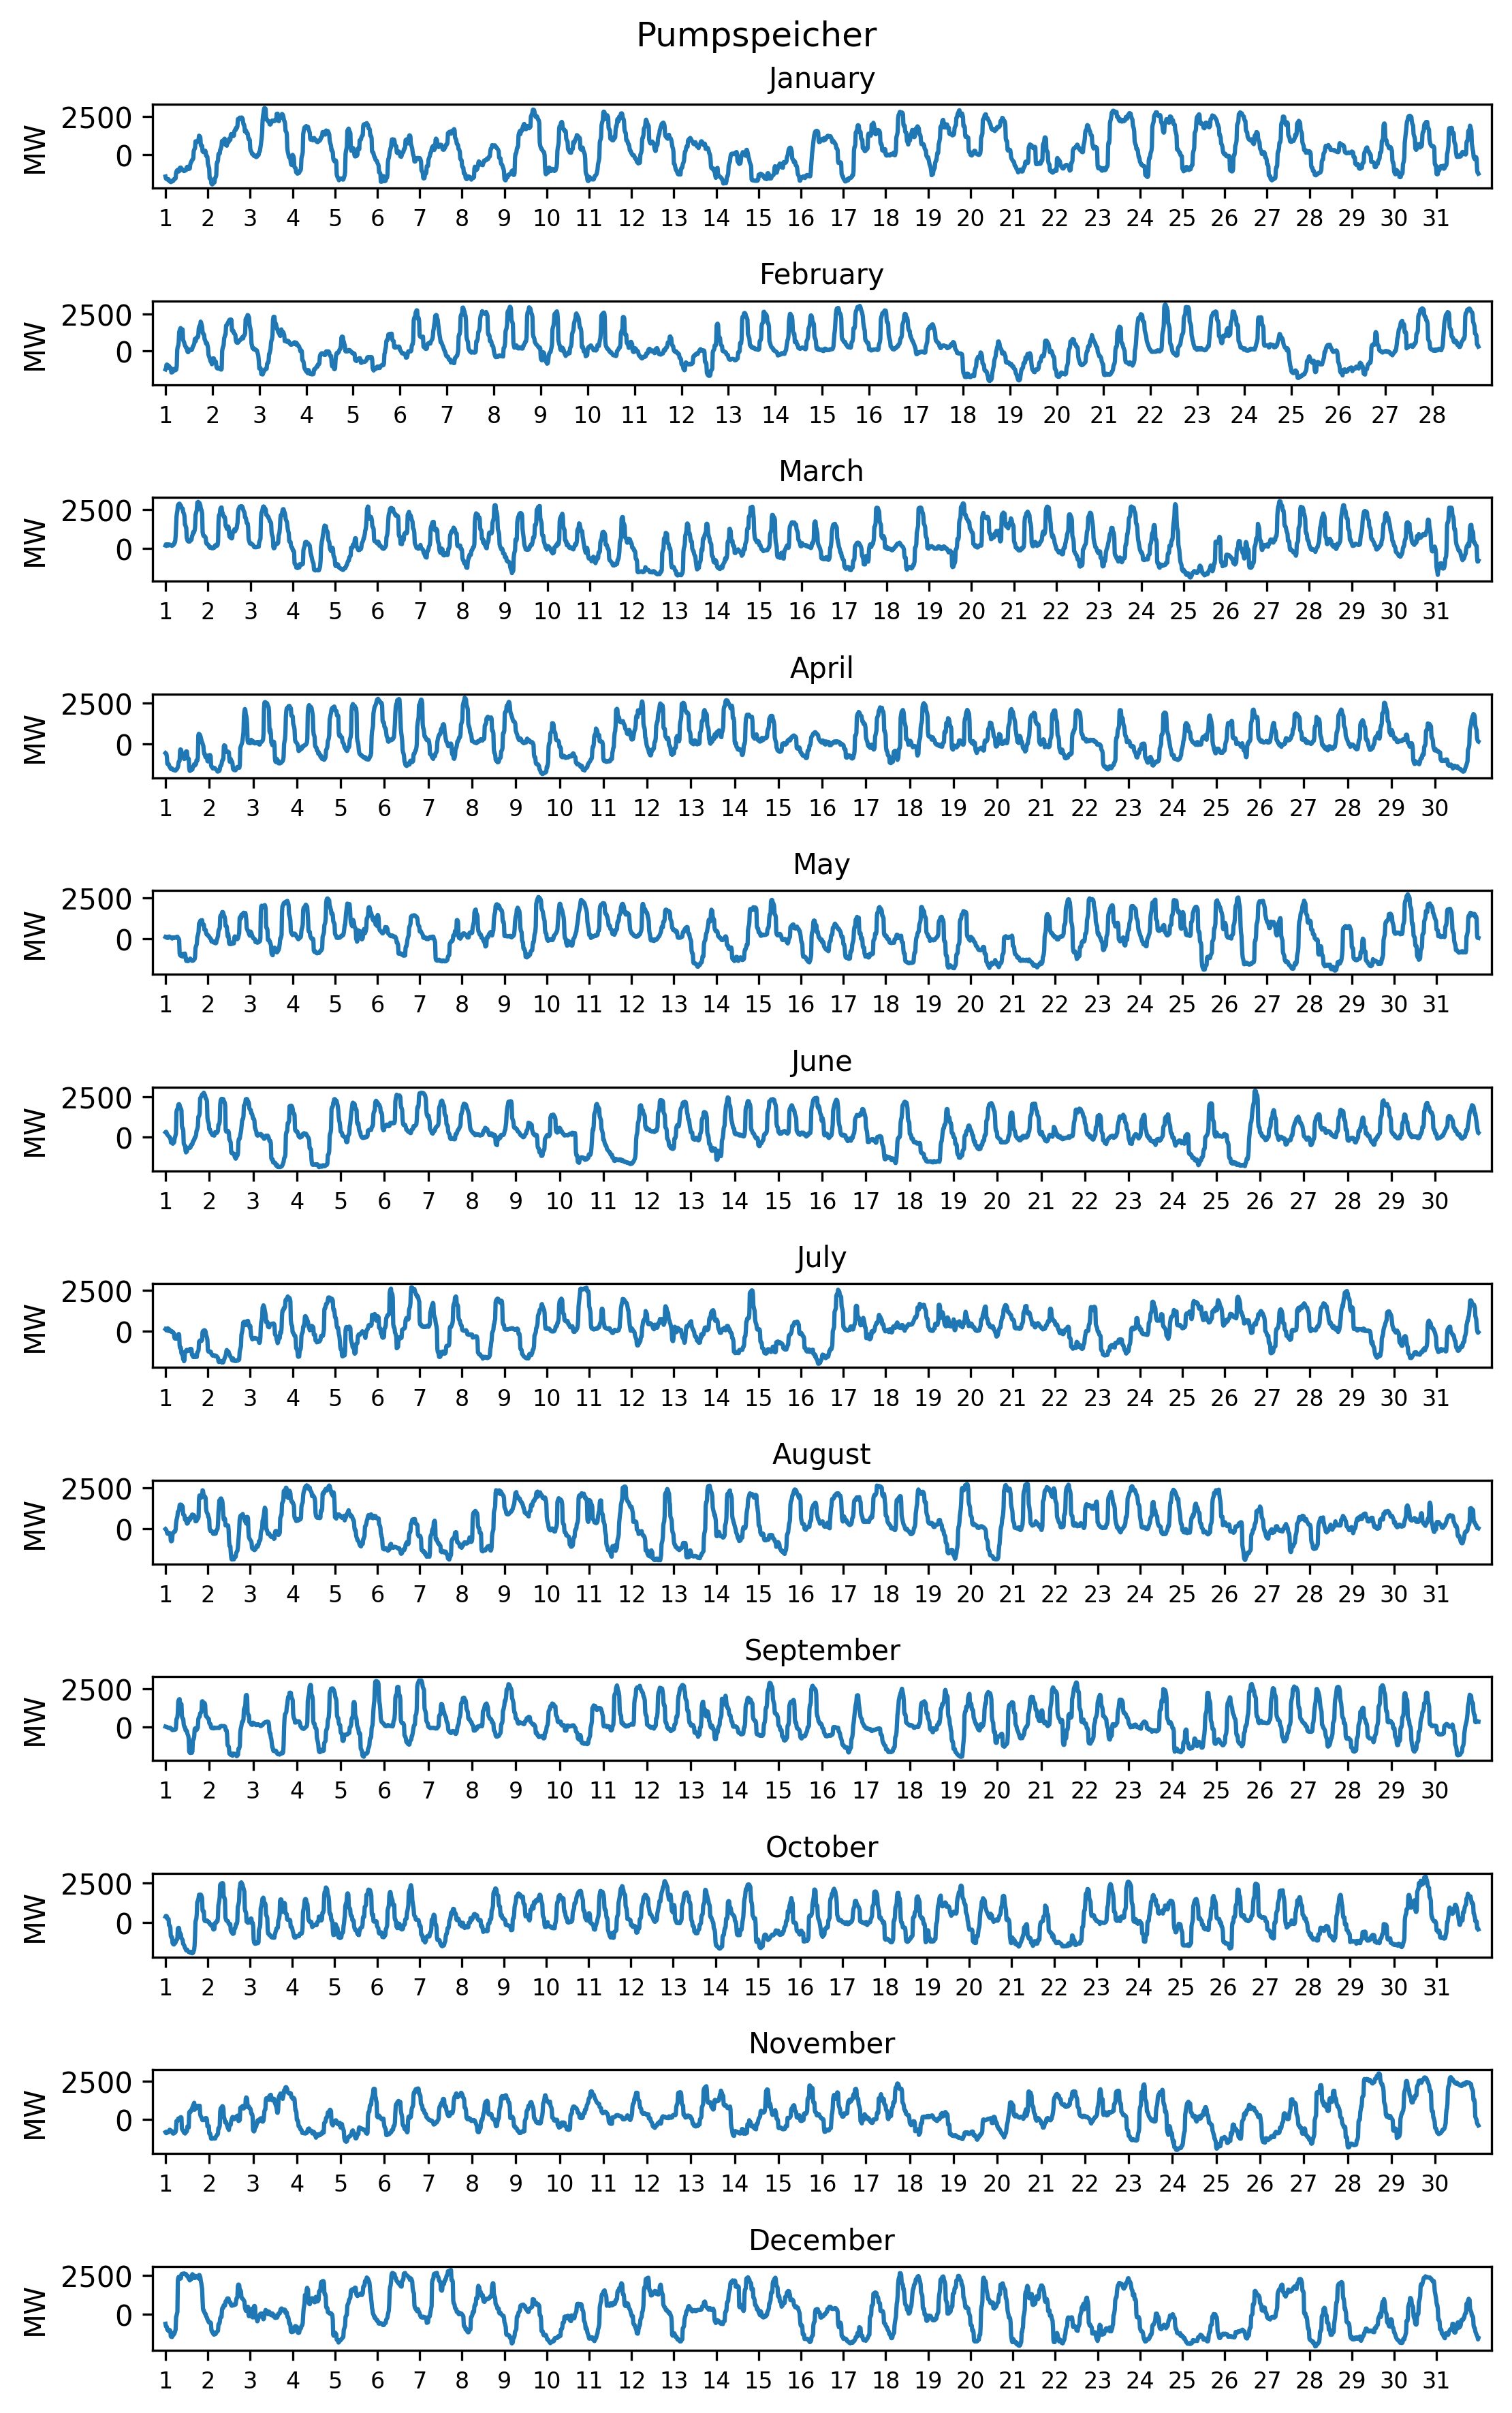 Pumpspeicher
January
MW
2500
0
1 2 3 4 5 6 7 8 9 10 11 12 13 14 15 16 17 18 19 20 21 22 23 24 25 26 27 28 29 30 31
February
MW
2500
0
1 2 3 4 5 6 7 8 9 10 11 12 13 14 15 16 17 18 19 20 21 22 23 24 25 26 27 28
March
MW
2500
0
1 2 3 4 5 6 7 8 9 10 11 12 13 14 15 16 17 18 19 20 21 22 23 24 25 26 27 28 29 30 31
April
MW
2500
0
1 2 3 4 5 6 7 8 9 10 11 12 13 14 15 16 17 18 19 20 21 22 23 24 25 26 27 28 29 30
May
MW
2500
0
1 2 3 4 5 6 7 8 9 10 11 12 13 14 15 16 17 18 19 20 21 22 23 24 25 26 27 28 29 30 31
June
MW
2500
0
1 2 3 4 5 6 7 8 9 10 11 12 13 14 15 16 17 18 19 20 21 22 23 24 25 26 27 28 29 30
July
MW
2500
0
1 2 3 4 5 6 7 8 9 10 11 12 13 14 15 16 17 18 19 20 21 22 23 24 25 26 27 28 29 30 31
August
MW
2500
0
1 2 3 4 5 6 7 8 9 10 11 12 13 14 15 16 17 18 19 20 21 22 23 24 25 26 27 28 29 30 31
September
MW
2500
0
1 2 3 4 5 6 7 8 9 10 11 12 13 14 15 16 17 18 19 20 21 22 23 24 25 26 27 28 29 30
October
MW
2500
0
1 2 3 4 5 6 7 8 9 10 11 12 13 14 15 16 17 18 19 20 21 22 23 24 25 26 27 28 29 30 31
November
MW
2500
0
1 2 3 4 5 6 7 8 9 10 11 12 13 14 15 16 17 18 19 20 21 22 23 24 25 26 27 28 29 30
December
MW
2500
0
1 2 3 4 5 6 7 8 9 10 11 12 13 14 15 16 17 18 19 20 21 22 23 24 25 26 27 28 29 30 31